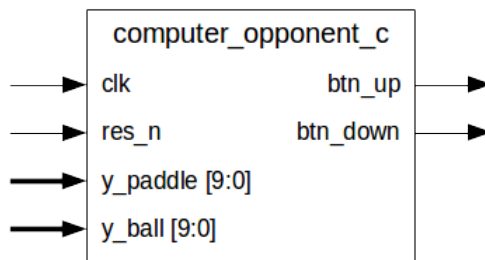 computer_opponent_c
clk btn_up
res_n btn_down
y_paddle [9:0]
y_ball [9:0]